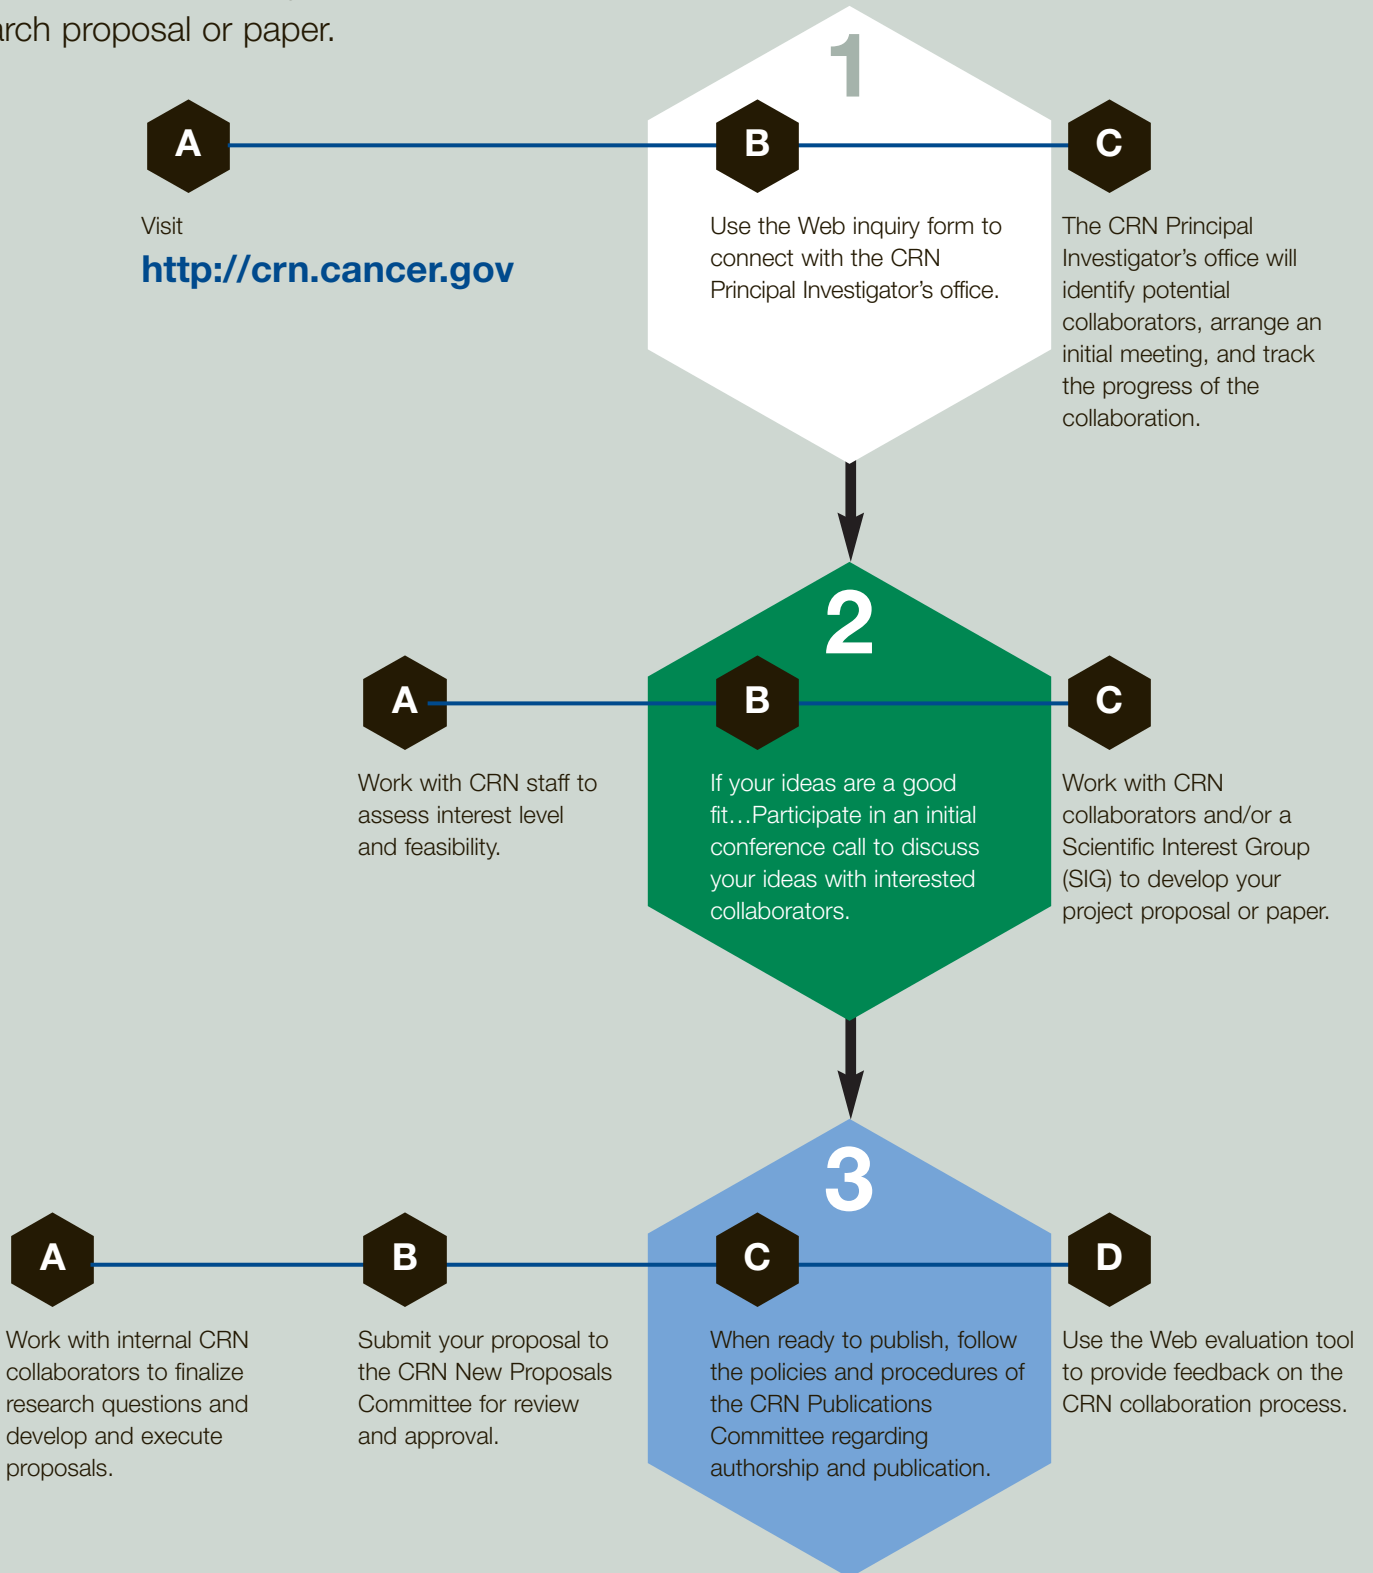 proposal or paper.
1
A
B
C
Visit
http://crn.cancer.gov
Use the Web inquiry form to
connect with the CRN
Principal Investigator’s office.
The CRN Principal
Investigator’s office will
identify potential
collaborators, arrange an
initial meeting, and track
the progress of the
collaboration.
2
A
B
C
Work with CRN staff to
assess interest level
and feasibility.
If your ideas are a good
fit…Participate in an initial
conference call to discuss
your ideas with interested
collaborators.
Work with CRN
collaborators and/or a
Scientific Interest Group
(SIG) to develop your
project proposal or paper.
3
A
B
C
D
Work with internal CRN
collaborators to finalize
research questions and
develop and execute
proposals.
Submit your proposal to
the CRN New Proposals
Committee for review
and approval.
When ready to publish, follow
the policies and procedures of
the CRN Publications
Committee regarding
authorship and publication.
Use the Web evaluation tool
to provide feedback on the
CRN collaboration process.